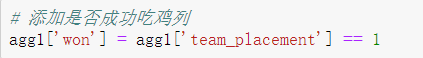 # 添加是否成功吃鸡列
agg1['won'] = agg1['team_placement'] == 1